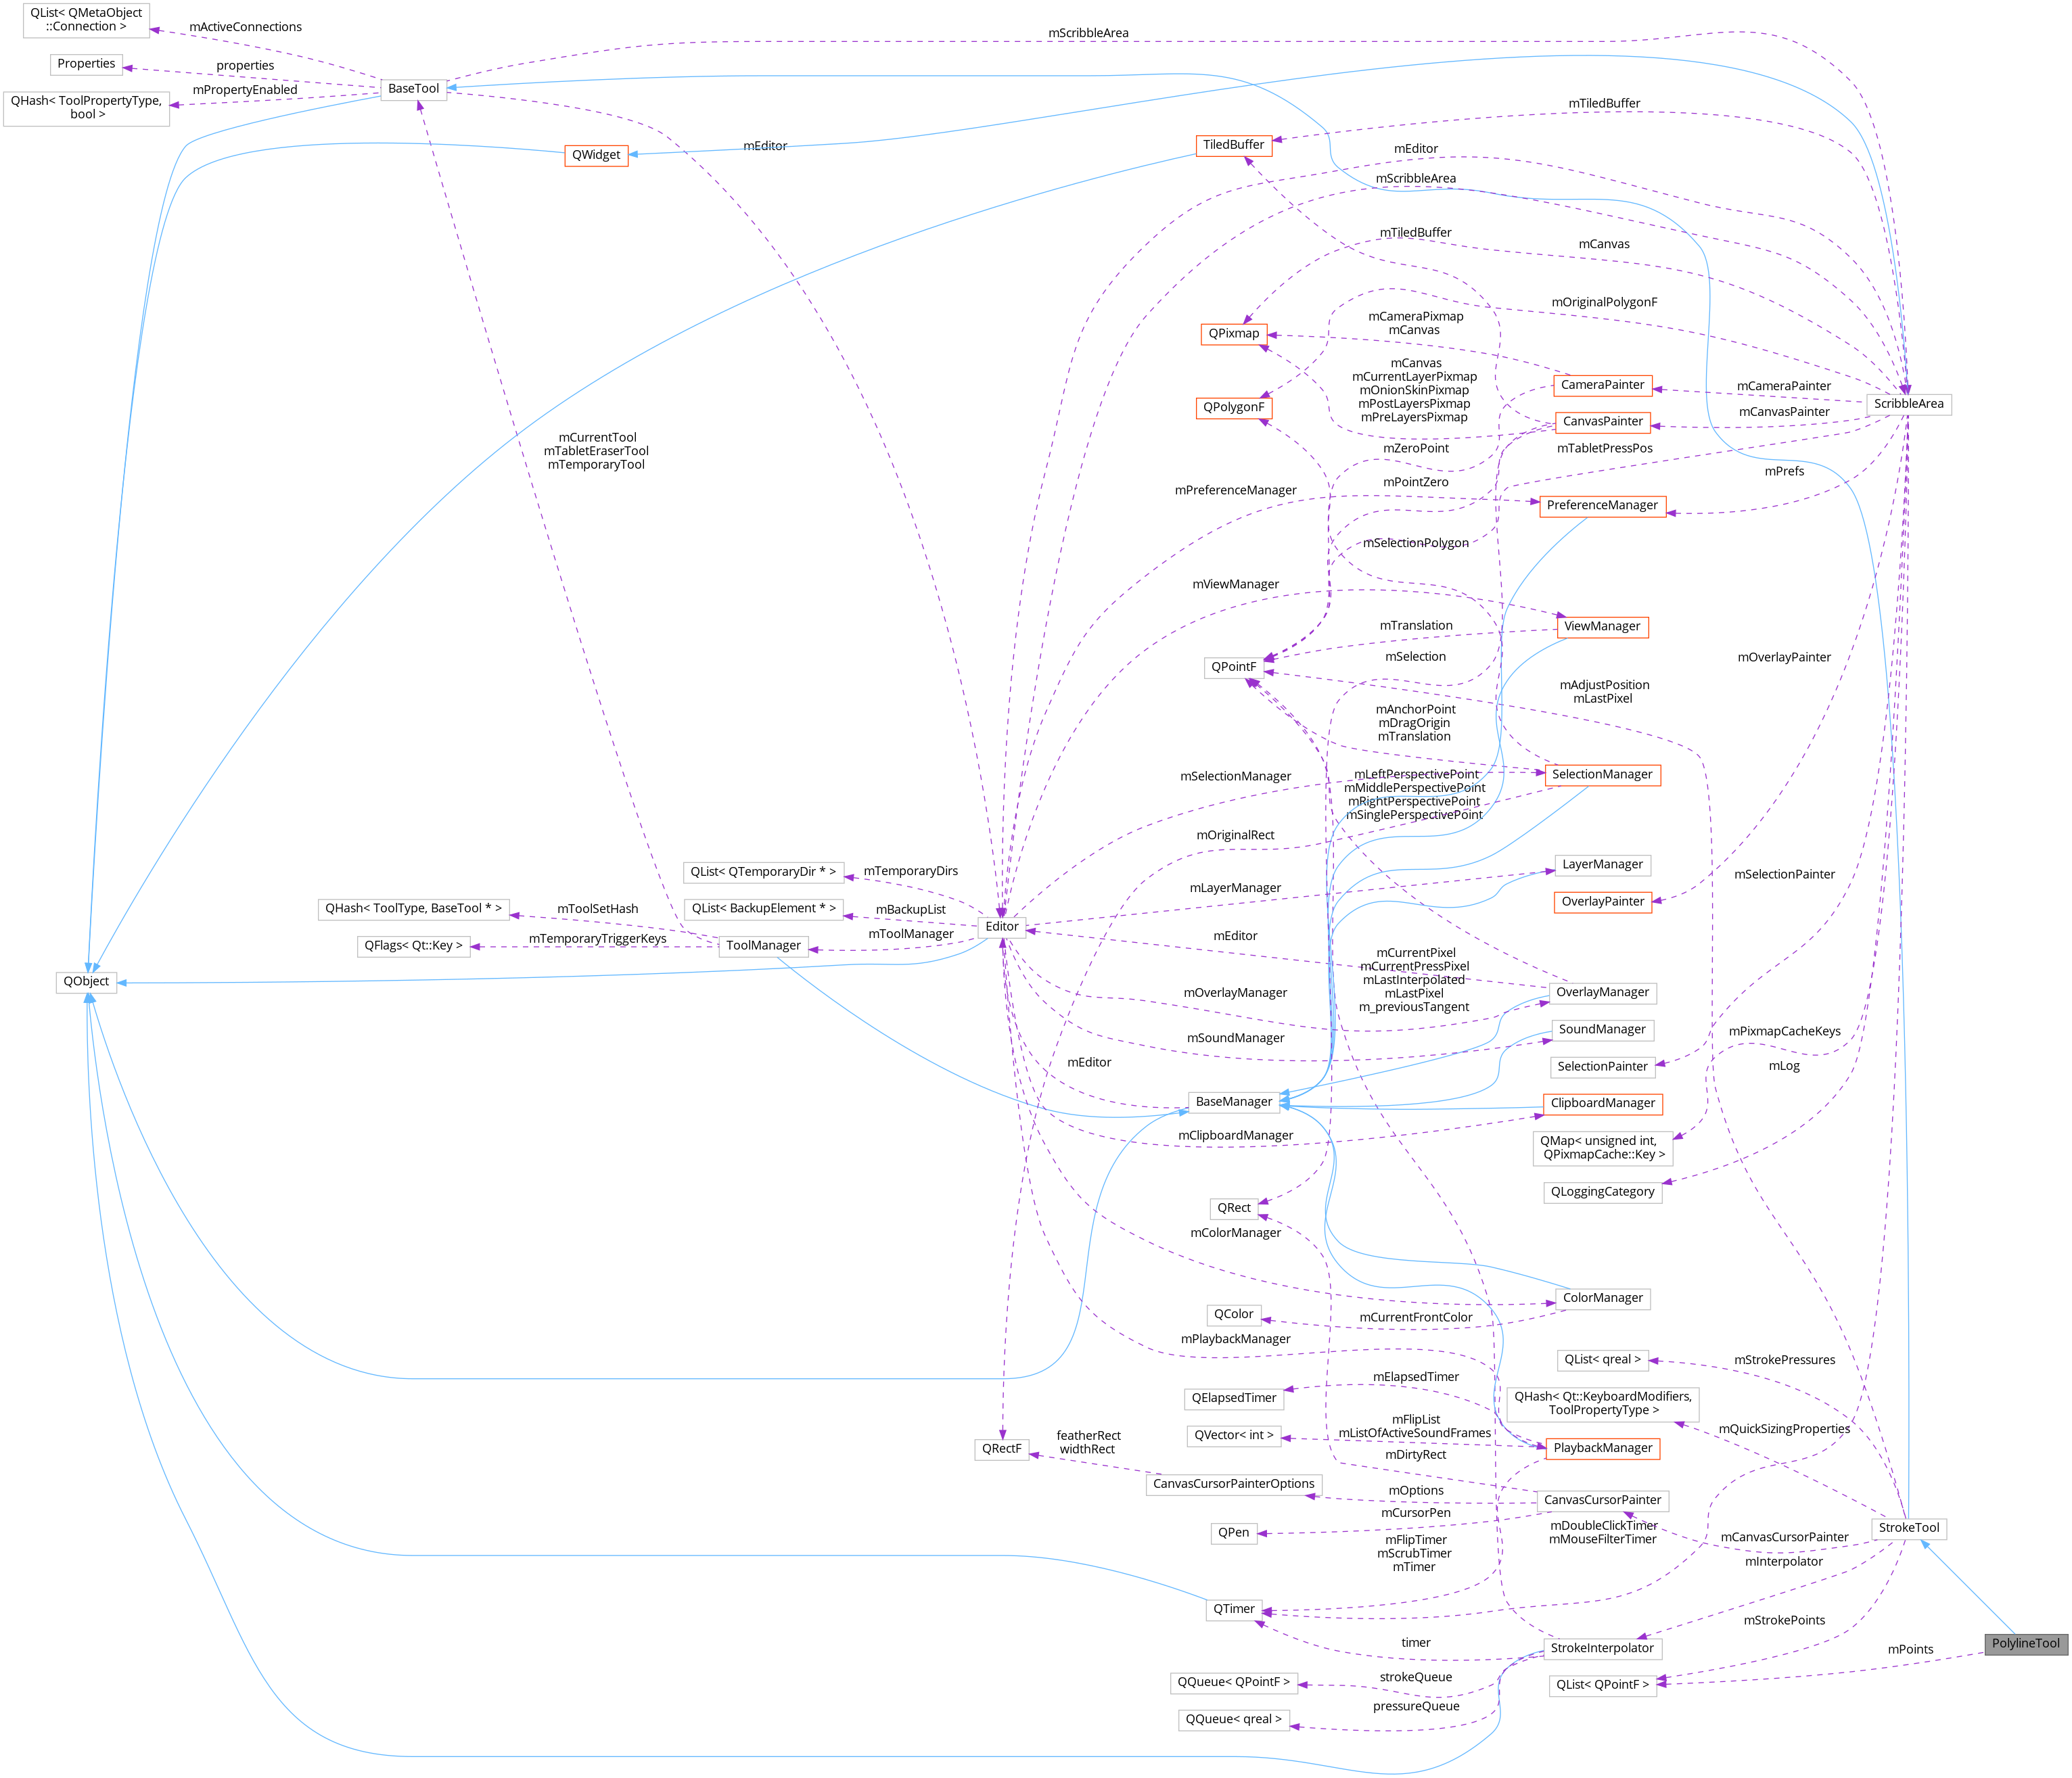 QList< QMetaObject
::Connection >
mActiveConnections
mScribbleArea
Properties
properties
BaseTool
mPropertyEnabled
QHash< ToolPropertyType,
bool >
mTiledBuffer
TiledBuffer
QWidget
mEditor
mEditor
mScribbleArea
mTiledBuffer
mCanvas
mOriginalPolygonF
mCameraPixmap
mCanvas
QPixmap
mCanvas
mCurrentLayerPixmap
mOnionSkinPixmap
mPostLayersPixmap
mPreLayersPixmap
CameraPainter
mCameraPainter
ScribbleArea
QPolygonF
CanvasPainter
mCanvasPainter
mCurrentTool
mTabletEraserTool
mTemporaryTool
mZeroPoint
mTabletPressPos
mPrefs
mPreferenceManager
mPointZero
PreferenceManager
mSelectionPolygon
mViewManager
mTranslation
ViewManager
QPointF
mSelection
mOverlayPainter
mAdjustPosition
mLastPixel
mAnchorPoint
mDragOrigin
mTranslation
mSelectionManager
SelectionManager
mLeftPerspectivePoint
mMiddlePerspectivePoint
mRightPerspectivePoint
mSinglePerspectivePoint
mOriginalRect
QList< QTemporaryDir * >
mTemporaryDirs
mLayerManager
LayerManager
mSelectionPainter
OverlayPainter
QHash< ToolType, BaseTool * >
mToolSetHash
QList< BackupElement * >
mBackupList
Editor
mToolManager
QFlags< Qt::Key >
mTemporaryTriggerKeys
ToolManager
mEditor
mCurrentPixel
mCurrentPressPixel
mLastInterpolated
mLastPixel
m_previousTangent
QObject
mOverlayManager
OverlayManager
mSoundManager
SoundManager
mPixmapCacheKeys
mEditor
SelectionPainter
mLog
BaseManager
ClipboardManager
mClipboardManager
QMap< unsigned int,
QPixmapCache::Key >
QLoggingCategory
QRect
mColorManager
ColorManager
QColor
mCurrentFrontColor
mPlaybackManager
QList< qreal >
mStrokePressures
QElapsedTimer
mElapsedTimer
QHash< Qt::KeyboardModifiers,
ToolPropertyType >
mQuickSizingProperties
QVector< int >
mFlipList
mListOfActiveSoundFrames
PlaybackManager
QRectF
featherRect
widthRect
mDirtyRect
CanvasCursorPainterOptions
mOptions
CanvasCursorPainter
QPen
mCursorPen
mDoubleClickTimer
mMouseFilterTimer
mCanvasCursorPainter
StrokeTool
mFlipTimer
mScrubTimer
mTimer
mInterpolator
QTimer
mStrokePoints
timer
StrokeInterpolator
mPoints
PolylineTool
QQueue< QPointF >
strokeQueue
QList< QPointF >
QQueue< qreal >
pressureQueue